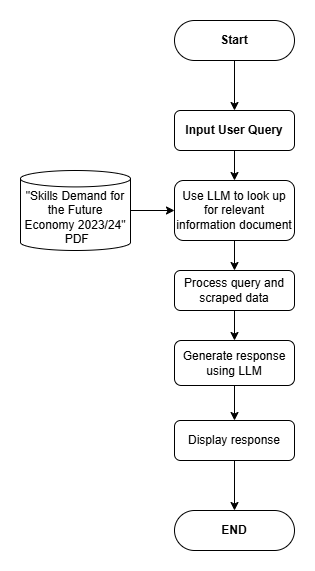 Start
Input User Query
"Skills Demand for
the Future
Economy 2023/24"
PDF
Use LLM to look up
for relevant
information document
Process query and
scraped data
Generate response
using LLM
Display response
END